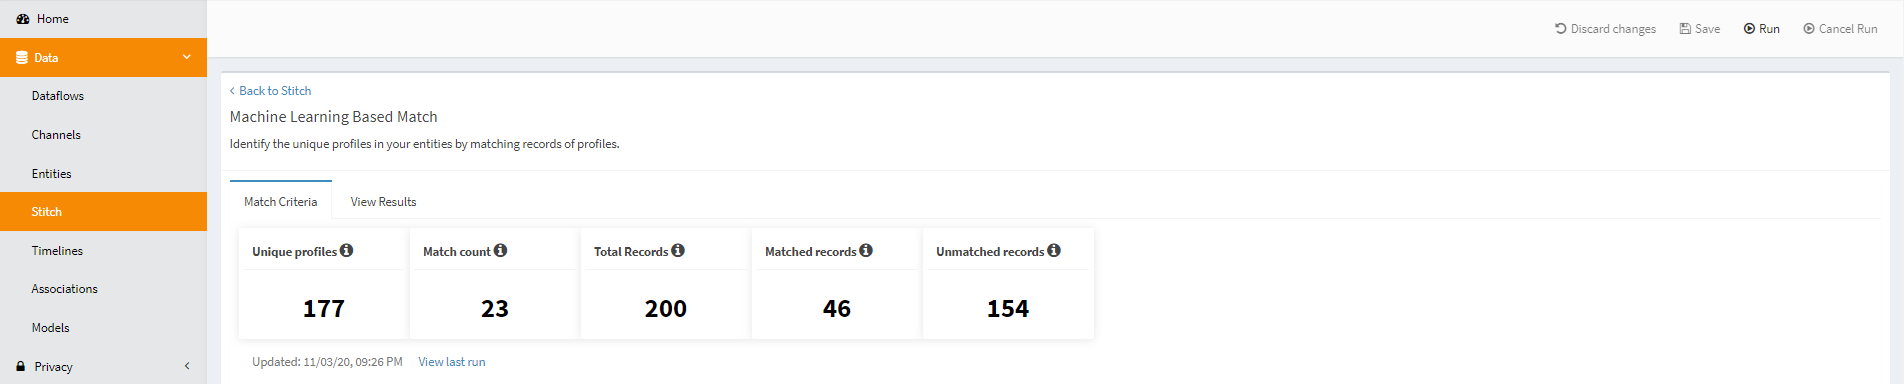 Home
Data
Dataflows
Channels
Entities
Stitch
Timelines
Associations
Models
Privacy
Discard changes Save Run Cancel Run
Back to Stitch
Machine Learning Based Match
Identify the unique profiles in your entities by matching records of profiles.
Match Criteria View Results
Unique profiles Match count Total Records Matched records Unmatched records
177 23 200 46 154
Updated: 11/03/20, 09:26 PM View last run